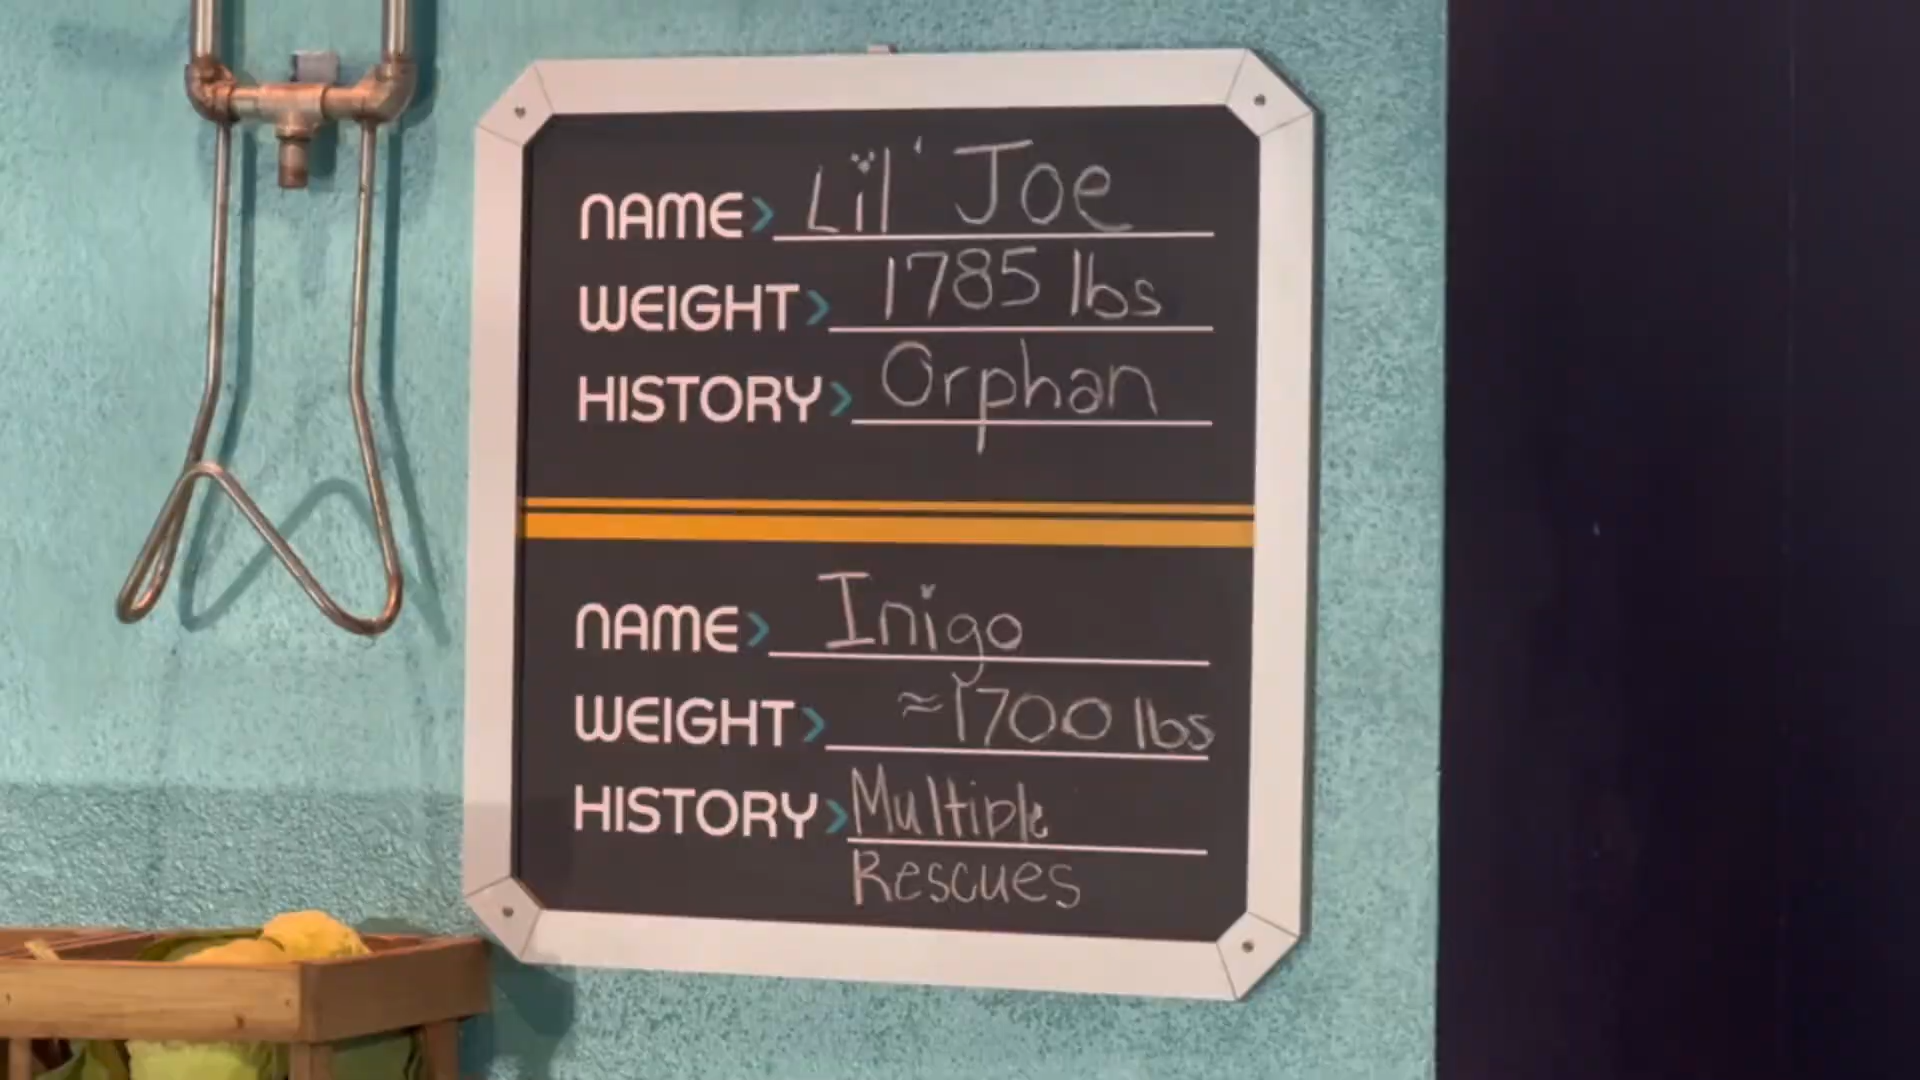 NAME> Lil' Joe
WEIGHT> 1785 lbs
HISTORY> Orphan
NAME> Inigo
WEIGHT> ≈1700 lbs
HISTORY> Multiple
Rescues